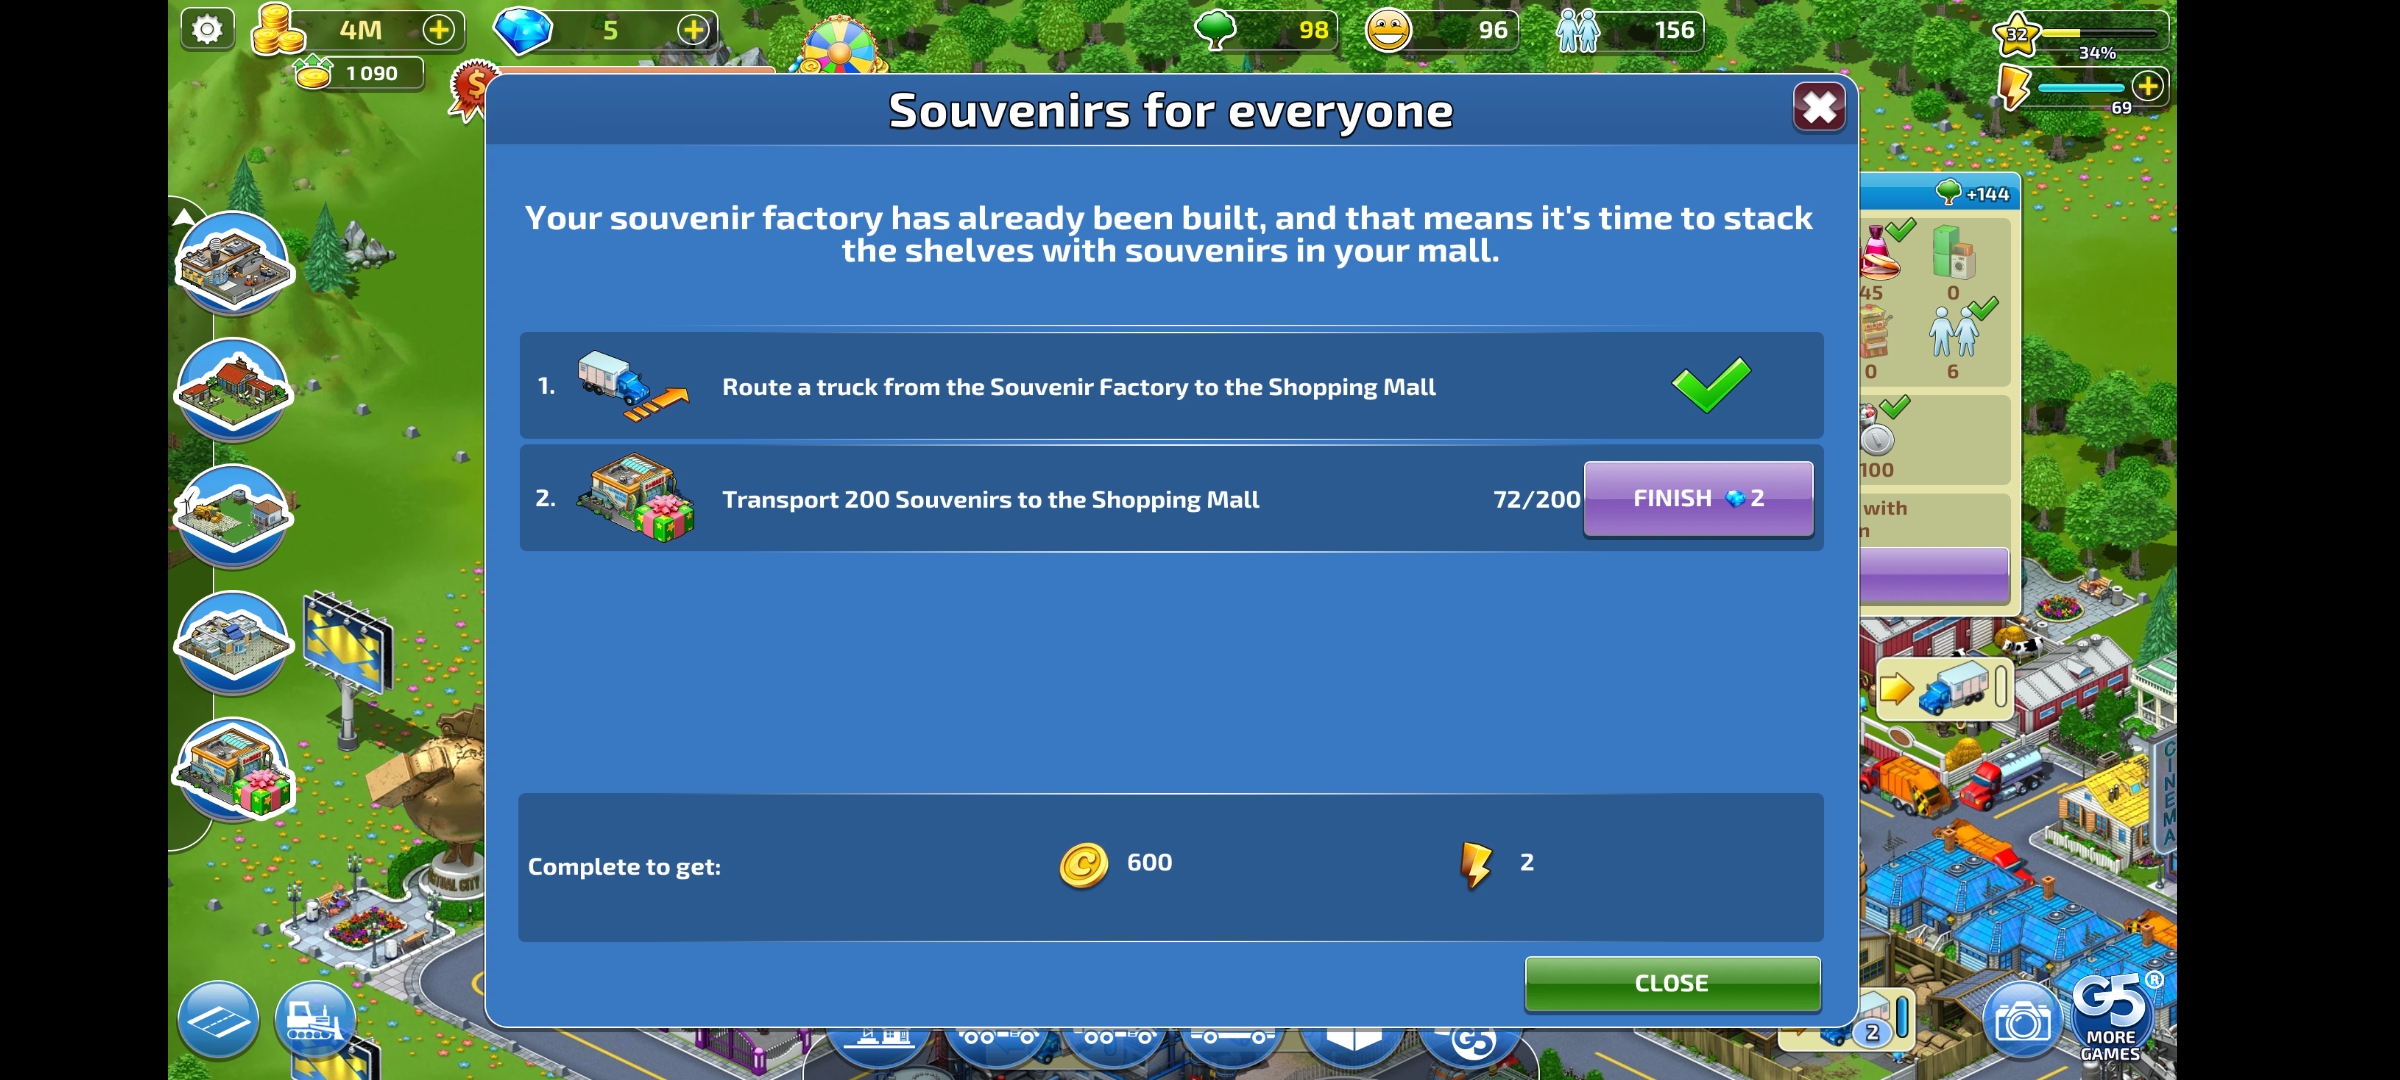 4M
5
98
96
156
32
34%
1 090
69
Souvenirs for everyone
Your souvenir factory has already been built, and that means it's time to stack
the shelves with souvenirs in your mall.
+144
45
0
0
6
100
with
1.
Route a truck from the Souvenir Factory to the Shopping Mall
2.
Transport 200 Souvenirs to the Shopping Mall
72/200
FINISH 2
Complete to get:
600
2
CLOSE
CINEMA
2
G5
G5®
MORE
GAMES